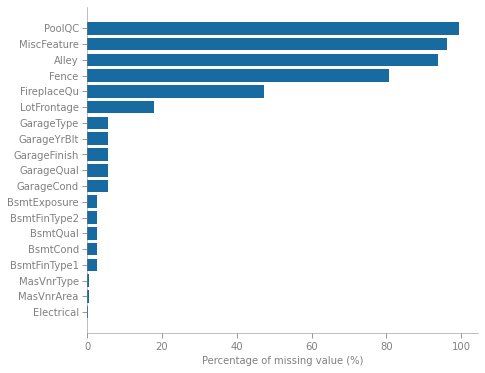 PoolQC
MiscFeature
Alley
Fence
FireplaceQu
LotFrontage
GarageType
GarageYrBlt
GarageFinish
GarageQual
GarageCond
BsmtExposure
BsmtFinType2
BsmtQual
BsmtCond
BsmtFinType1
MasVnrType
MasVnrArea
Electrical
0 20 40 60 80 100
Percentage of missing value (%)